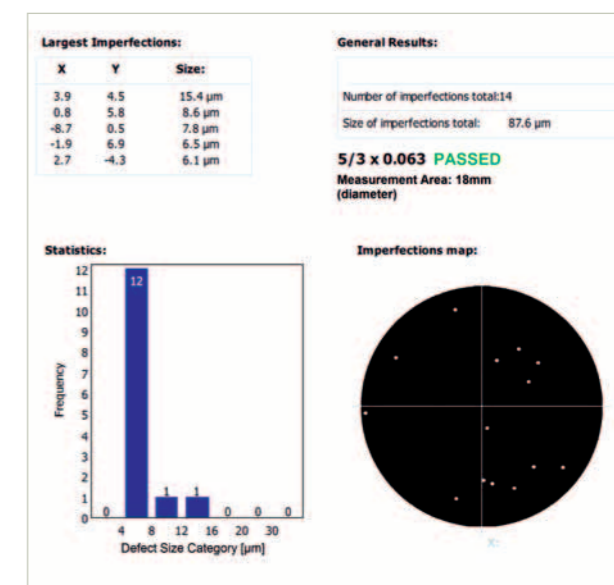 Largest Imperfections:
X Y Size:
3.9 4.5 15.4 µm
0.8 5.8 8.6 µm
-8.7 0.5 7.8 µm
-1.9 6.9 6.5 µm
2.7 -4.3 6.1 µm
General Results:
Number of imperfections total:14
Size of imperfections total: 87.6 µm
5/3 x 0.063 PASSED
Measurement Area: 18mm
(diameter)
Statistics:
12
11
10
9
8
7
6
5
4
3
2
1
0
Frequency
0 12 1 1 0 0 0
4 8 12 16 20 30
Defect Size Category [µm]
Imperfections map:
X: